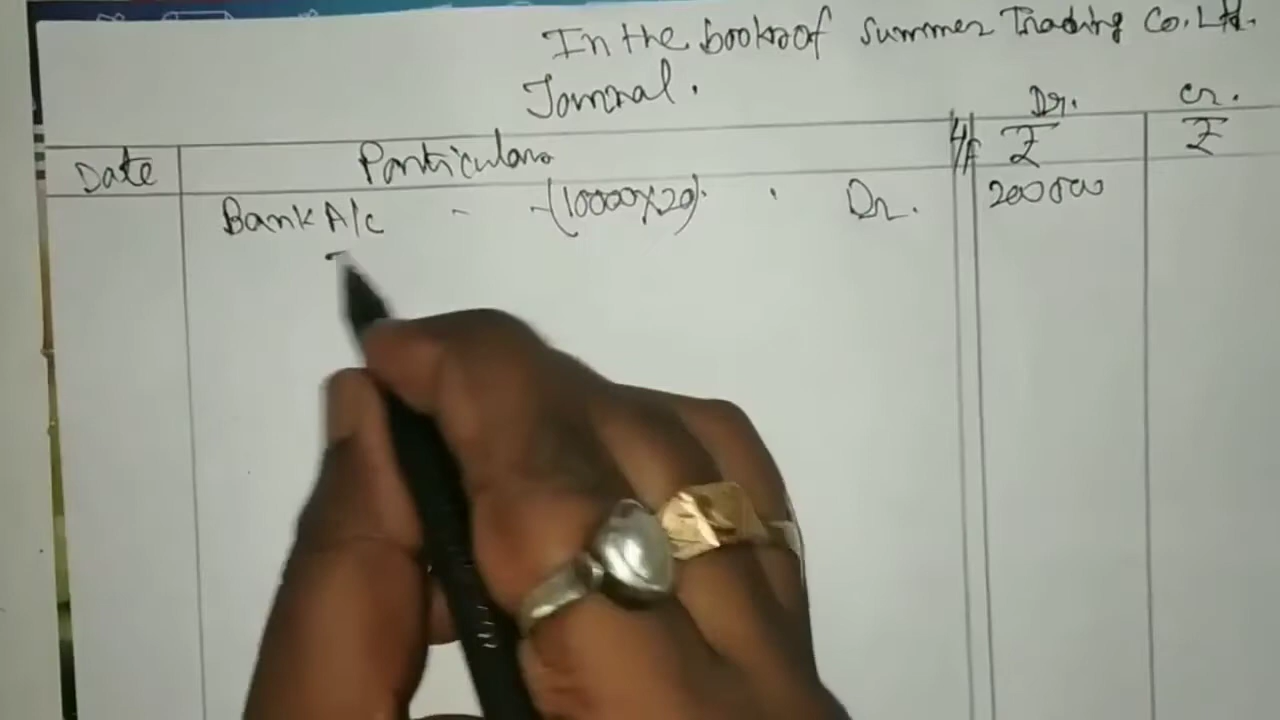 In the books of Summer Trading Co. Ltd.
Journal.
Dr. Cr.
Date Particulars L/F ₹ ₹
Bank A/c - -(10000x20) . Dr. 200000